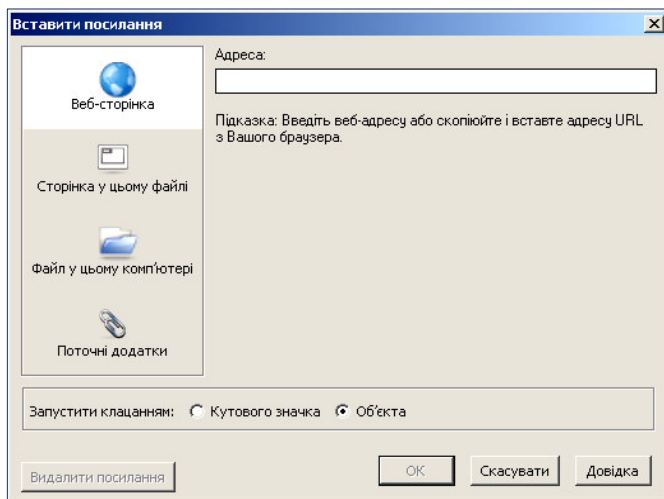 Вставити посилання
Адреса:
Веб-сторінка
Підказка: Введіть веб-адресу або скопіюйте і вставте адресу URL
з Вашого браузера.
Сторінка у цьому файлі
Файл у цьому комп'ютері
Поточні додатки
Запустити клацанням: Кутового значка Об'єкта
Видалити посилання OK Скасувати Довідка